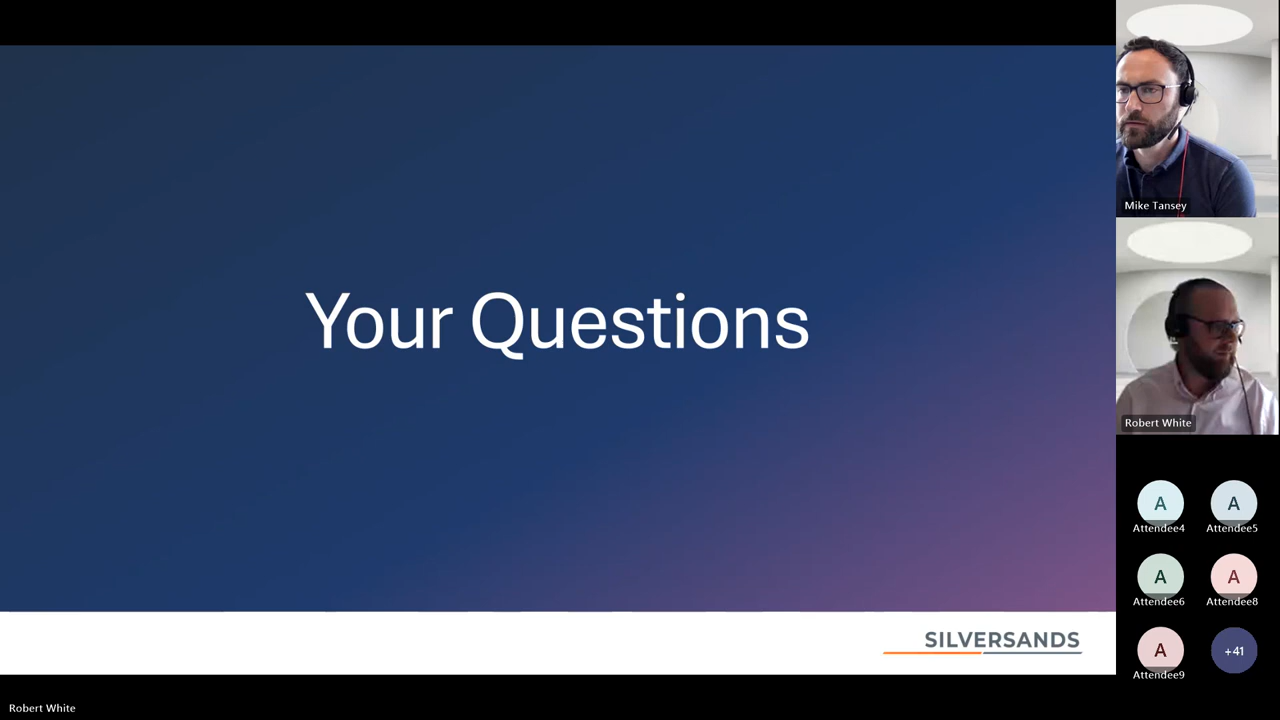 Your Questions
SILVERSANDS
Mike Tansey
Robert White
A
A
Attendee4
Attendee5
A
A
Attendee6
Attendee8
A
+41
Attendee9
Robert White